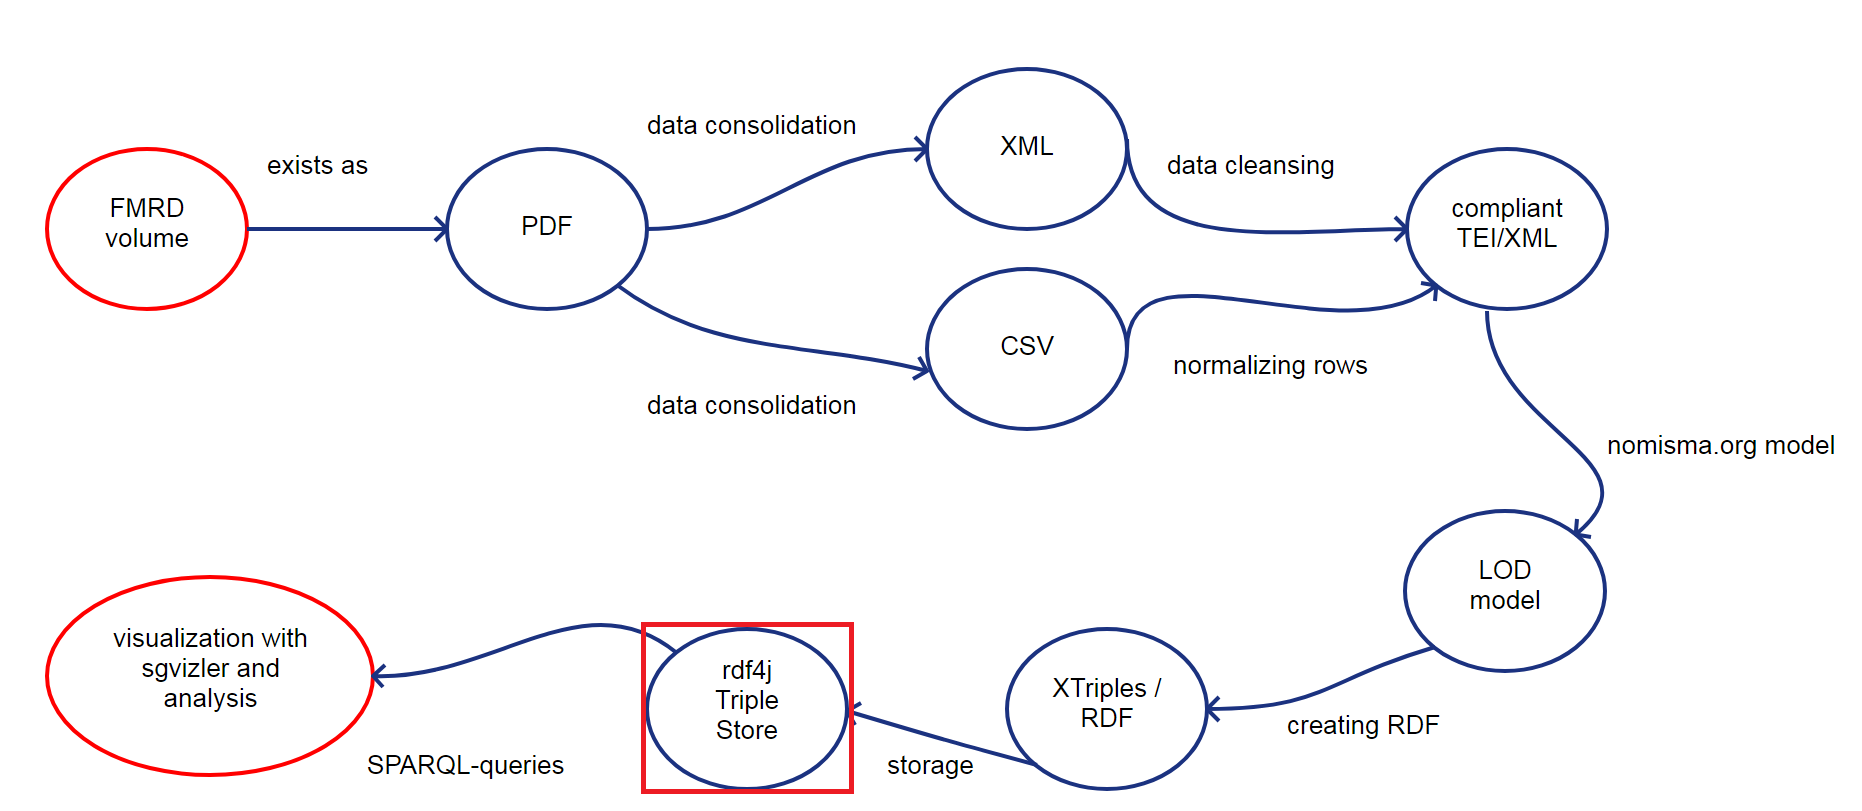 FMRD
volume
exists as
PDF
data consolidation
XML
data cleansing
compliant
TEI/XML
data consolidation
CSV
normalizing rows
nomisma.org model
LOD
model
creating RDF
XTriples /
RDF
storage
rdf4j
Triple
Store
SPARQL-queries
visualization with
sgvizler and
analysis